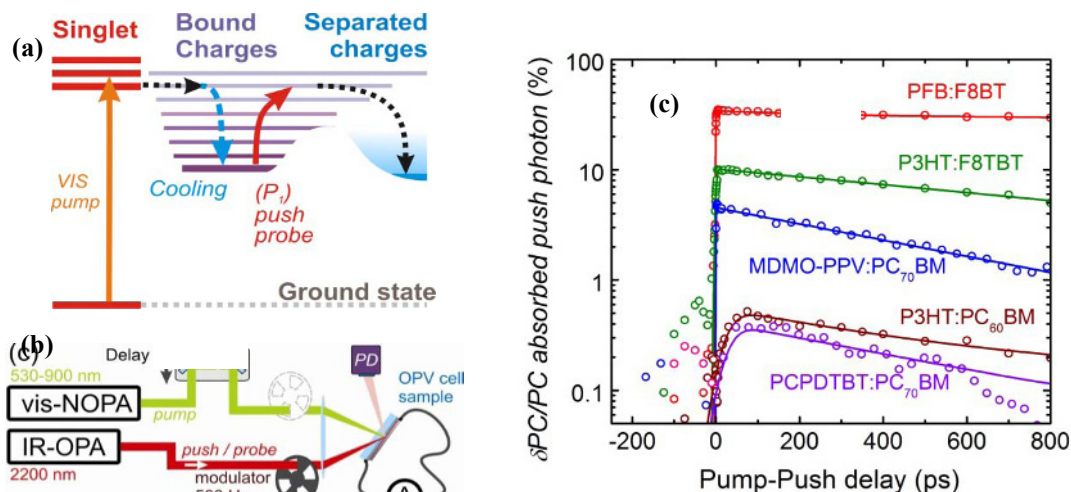 (a)
Singlet
Bound
Charges
Separated
charges
VIS
pump
Cooling
(P₁)
push
probe
Ground state
(b)
(c)
Delay
530-900 nm
vis-NOPA
pump
PD
OPV cell
sample
IR-OPA
push / probe
2200 nm
modulator
A
δPC/PC absorbed push photon (%)
100
10
1
0.1
(c)
PFB:F8BT
P3HT:F8TBT
MDMO-PPV:PC₇₀BM
P3HT:PC₆₀BM
PCPDTBT:PC₇₀BM
-200 0 200 400 600 800
Pump-Push delay (ps)